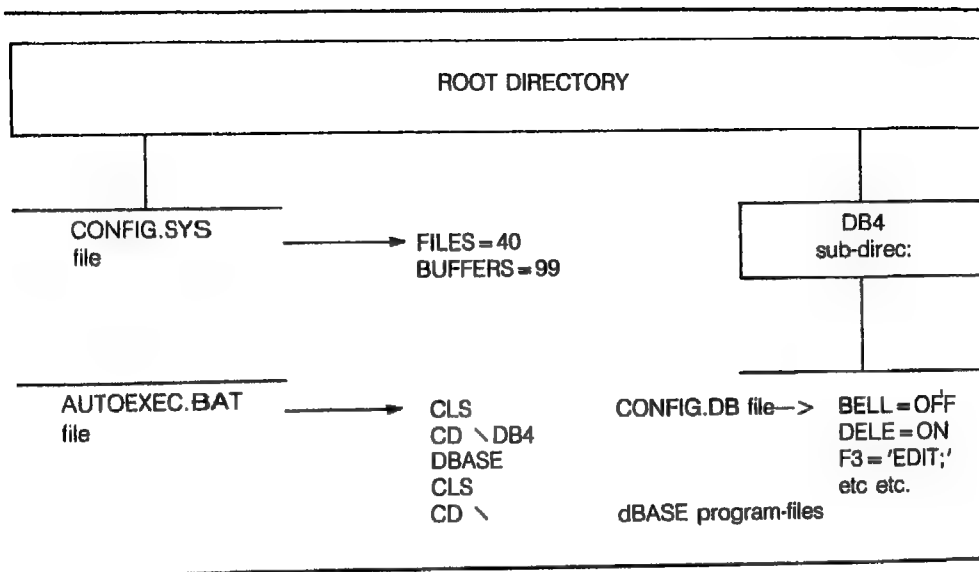 ROOT DIRECTORY
CONFIG.SYS
file
FILES=40
BUFFERS=99
DB4
sub-direc:
AUTOEXEC.BAT
file
CLS
CD \DB4
DBASE
CLS
CD \
CONFIG.DB file—>
BELL=OFF
DELE=ON
F3='EDIT;'
etc etc.
dBASE program-files